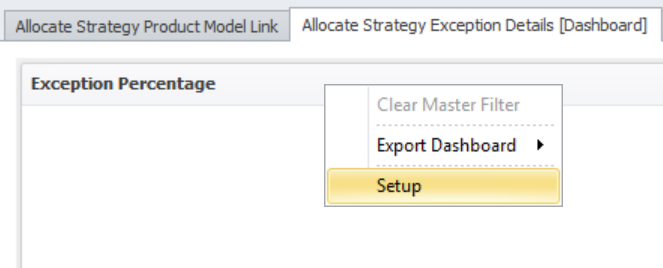 Allocate Strategy Product Model Link
Allocate Strategy Exception Details [Dashboard]
Exception Percentage
Clear Master Filter
Export Dashboard
Setup